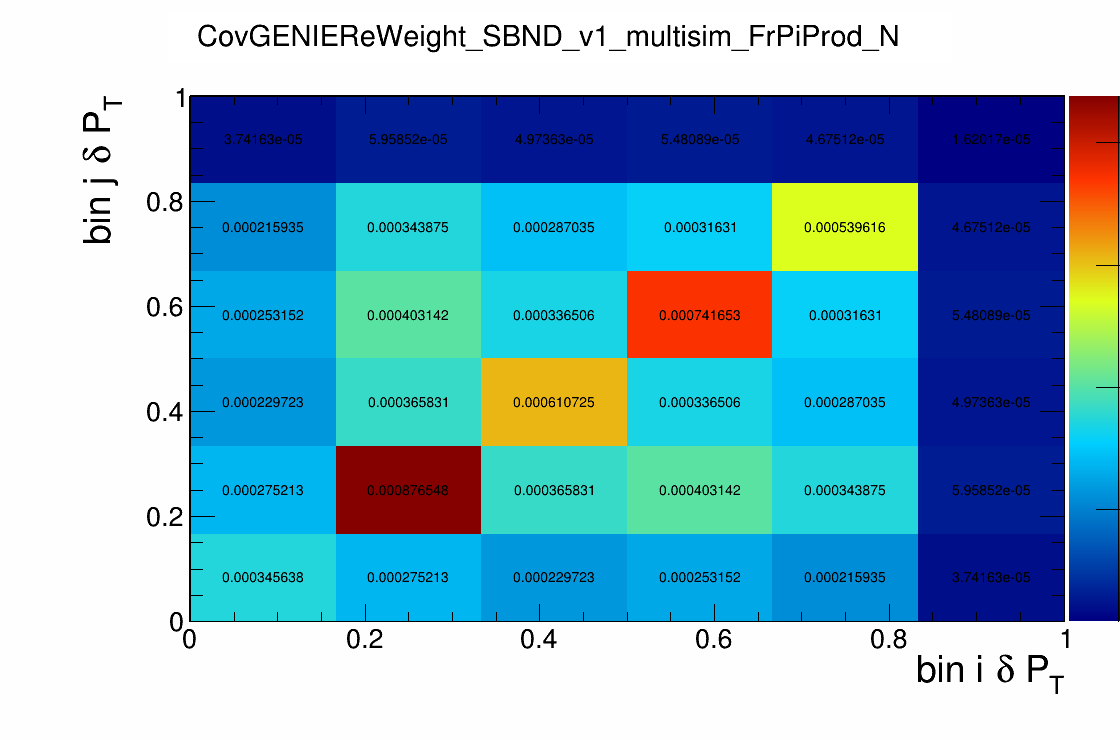 CovGENIEReWeight_SBND_v1_multisim_FrPiProd_N
bin j δ P_T
1
3.74163e-05 5.95852e-05 4.97363e-05 5.48089e-05 4.67512e-05 1.62017e-05
0.8
0.000215935 0.000343875 0.000287035 0.00031631 0.000539616 4.67512e-05
0.6
0.000253152 0.000403142 0.000336506 0.000741653 0.00031631 5.48089e-05
0.4
0.000229723 0.000365831 0.000610725 0.000336506 0.000287035 4.97363e-05
0.000275213 0.000876548 0.000365831 0.000403142 0.000343875 5.95852e-05
0.2
0.000345638 0.000275213 0.000229723 0.000253152 0.000215935 3.74163e-05
0
0 0.2 0.4 0.6 0.8 1
bin i δ P_T